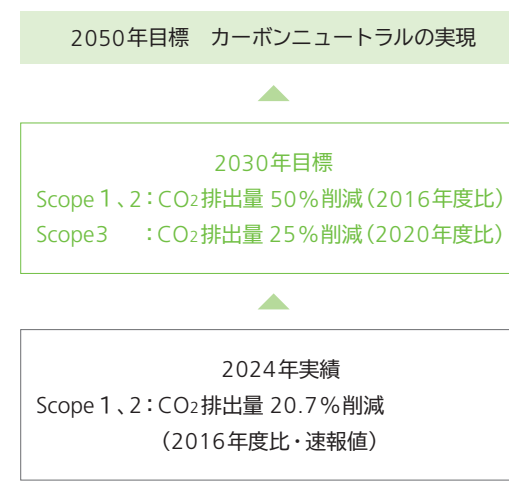 2050年目標　カーボンニュートラルの実現
2030年目標
Scope１、2：CO2排出量 50％削減（2016年度比）
Scope3　：CO2排出量 25％削減（2020年度比）
2024年実績
Scope１、2：CO2排出量 20.7％削減
（2016年度比・速報値）